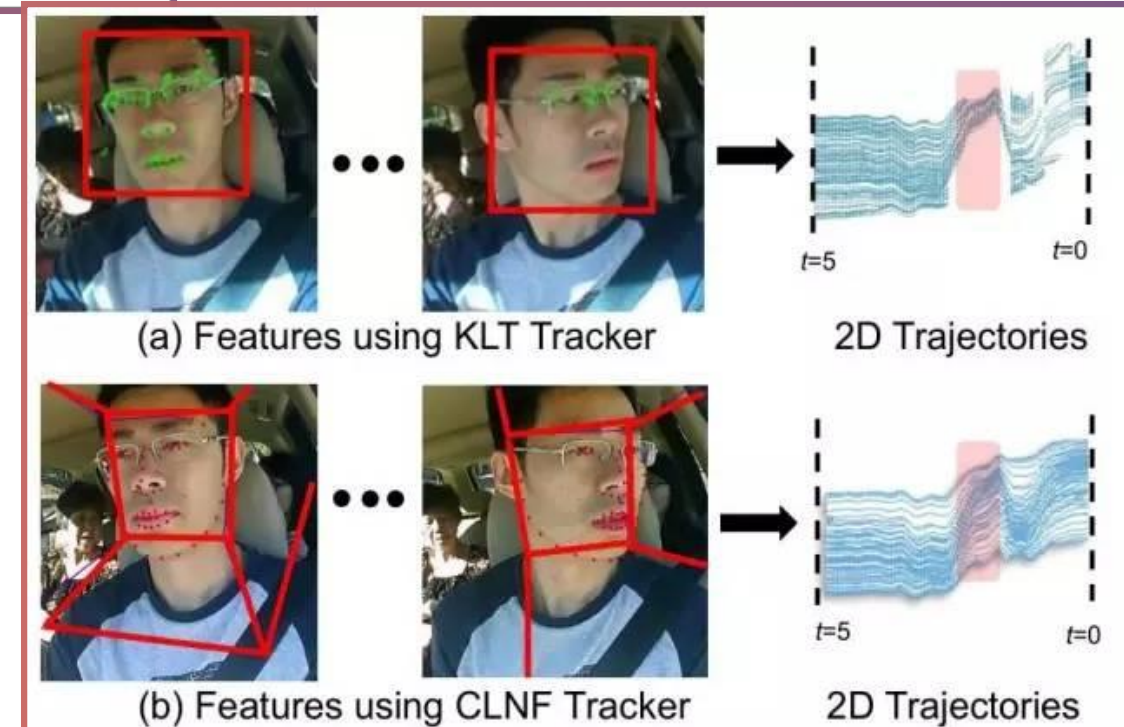 t=5
t=0
(a) Features using KLT Tracker
2D Trajectories
t=5
t=0
(b) Features using CLNF Tracker
2D Trajectories